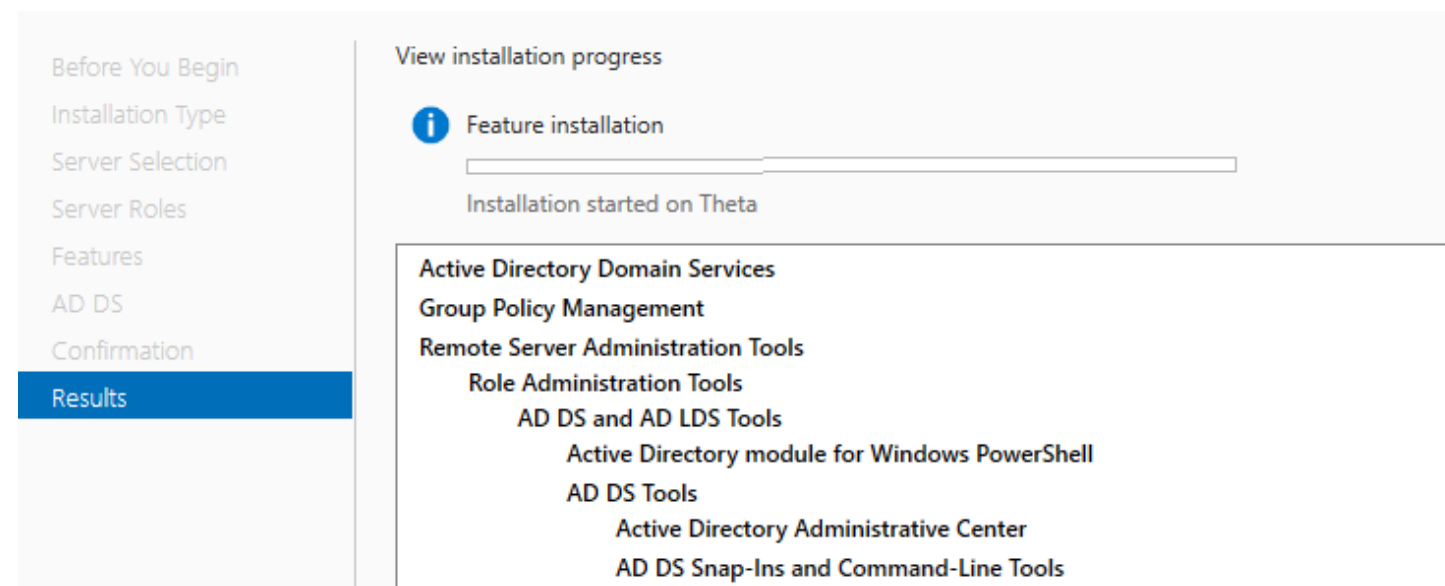 Before You Begin
Installation Type
Server Selection
Server Roles
Features
AD DS
Confirmation
Results
View installation progress
Feature installation
Installation started on Theta
Active Directory Domain Services
Group Policy Management
Remote Server Administration Tools
Role Administration Tools
AD DS and AD LDS Tools
Active Directory module for Windows PowerShell
AD DS Tools
Active Directory Administrative Center
AD DS Snap-Ins and Command-Line Tools